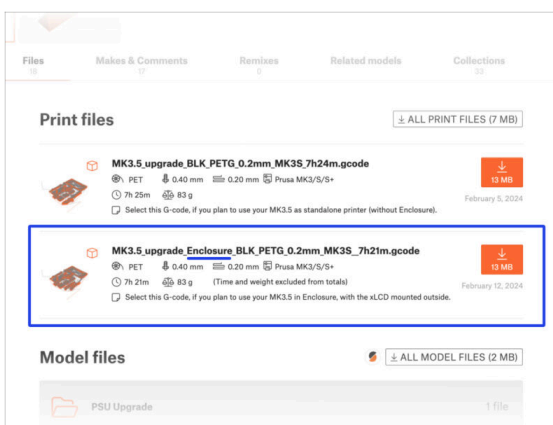 Files Makes & Comments Remixes Related models Collections
16 17 0 33
Print files ALL PRINT FILES (7 MB)
MK3.5_upgrade_BLK_PETG_0.2mm_MK3S_7h24m.gcode
PET 0.40 mm 0.20 mm Prusa MK3/S/S+ 13 MB
7h 25m 83 g February 5, 2024
Select this G-code, if you plan to use your MK3.5 as standalone printer (without Enclosure).
MK3.5_upgrade_Enclosure_BLK_PETG_0.2mm_MK3S__7h21m.gcode
PET 0.40 mm 0.20 mm Prusa MK3/S/S+ 13 MB
7h 21m 83 g (Time and weight excluded from totals) February 12, 2024
Select this G-code, if you plan to use your MK3.5 in Enclosure, with the xLCD mounted outside.
Model files ALL MODEL FILES (2 MB)
PSU Upgrade 1 file